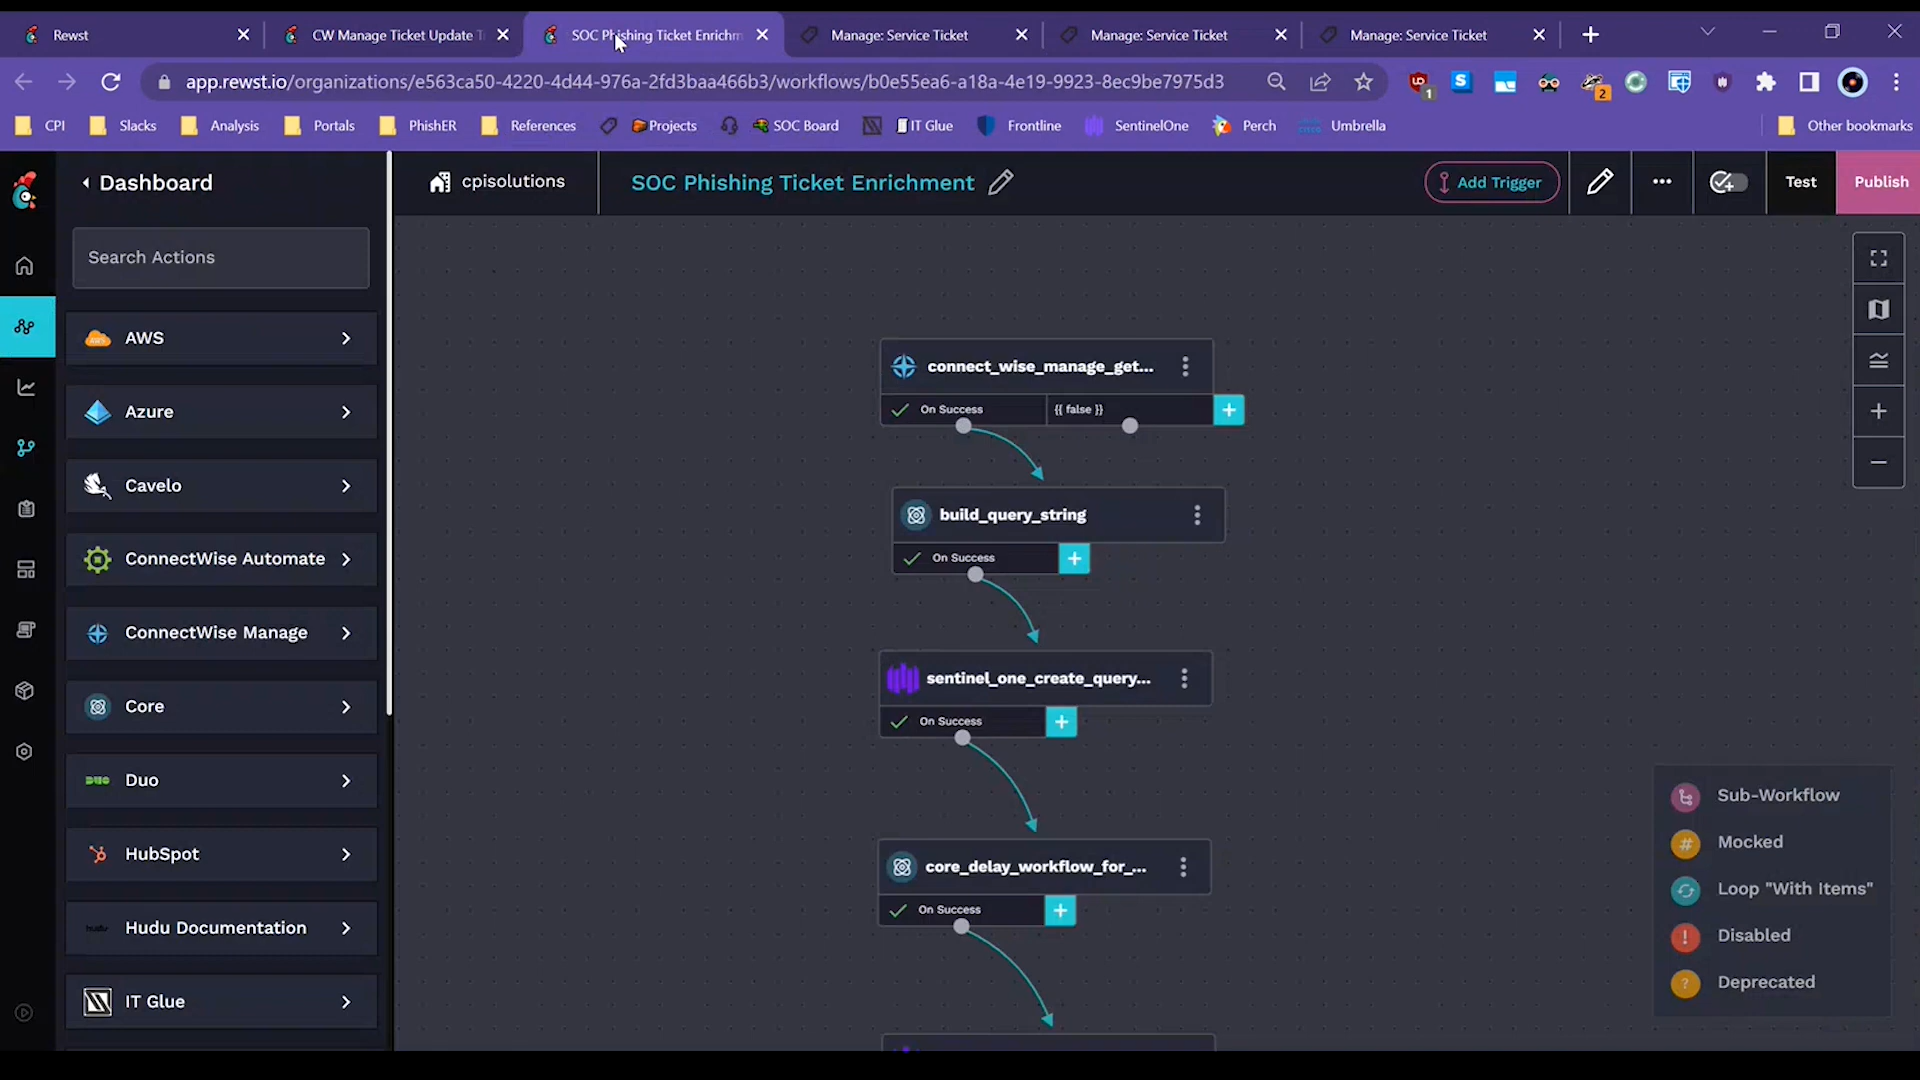 Rewst
CW Manage Ticket Update T
SOC Phishing Ticket Enrichm
Manage: Service Ticket
Manage: Service Ticket
Manage: Service Ticket
app.rewst.io/organizations/e563ca50-4220-4d44-976a-2fd3baa466b3/workflows/b0e55ea6-a18a-4e19-9923-8ec9be7975d3
1
2
CPI
Slacks
Analysis
Portals
PhishER
References
Projects
SOC Board
IT Glue
Frontline
SentinelOne
Perch
Umbrella
Other bookmarks
Dashboard
cpisolutions
SOC Phishing Ticket Enrichment
Add Trigger
Test
Publish
Search Actions
AWS
Azure
Cavelo
ConnectWise Automate
ConnectWise Manage
Core
Duo
HubSpot
Hudu Documentation
IT Glue
connect_wise_manage_get...
On Success
{{ false }}
build_query_string
On Success
sentinel_one_create_query...
On Success
core_delay_workflow_for_...
On Success
Sub-Workflow
Mocked
Loop "With Items"
Disabled
Deprecated